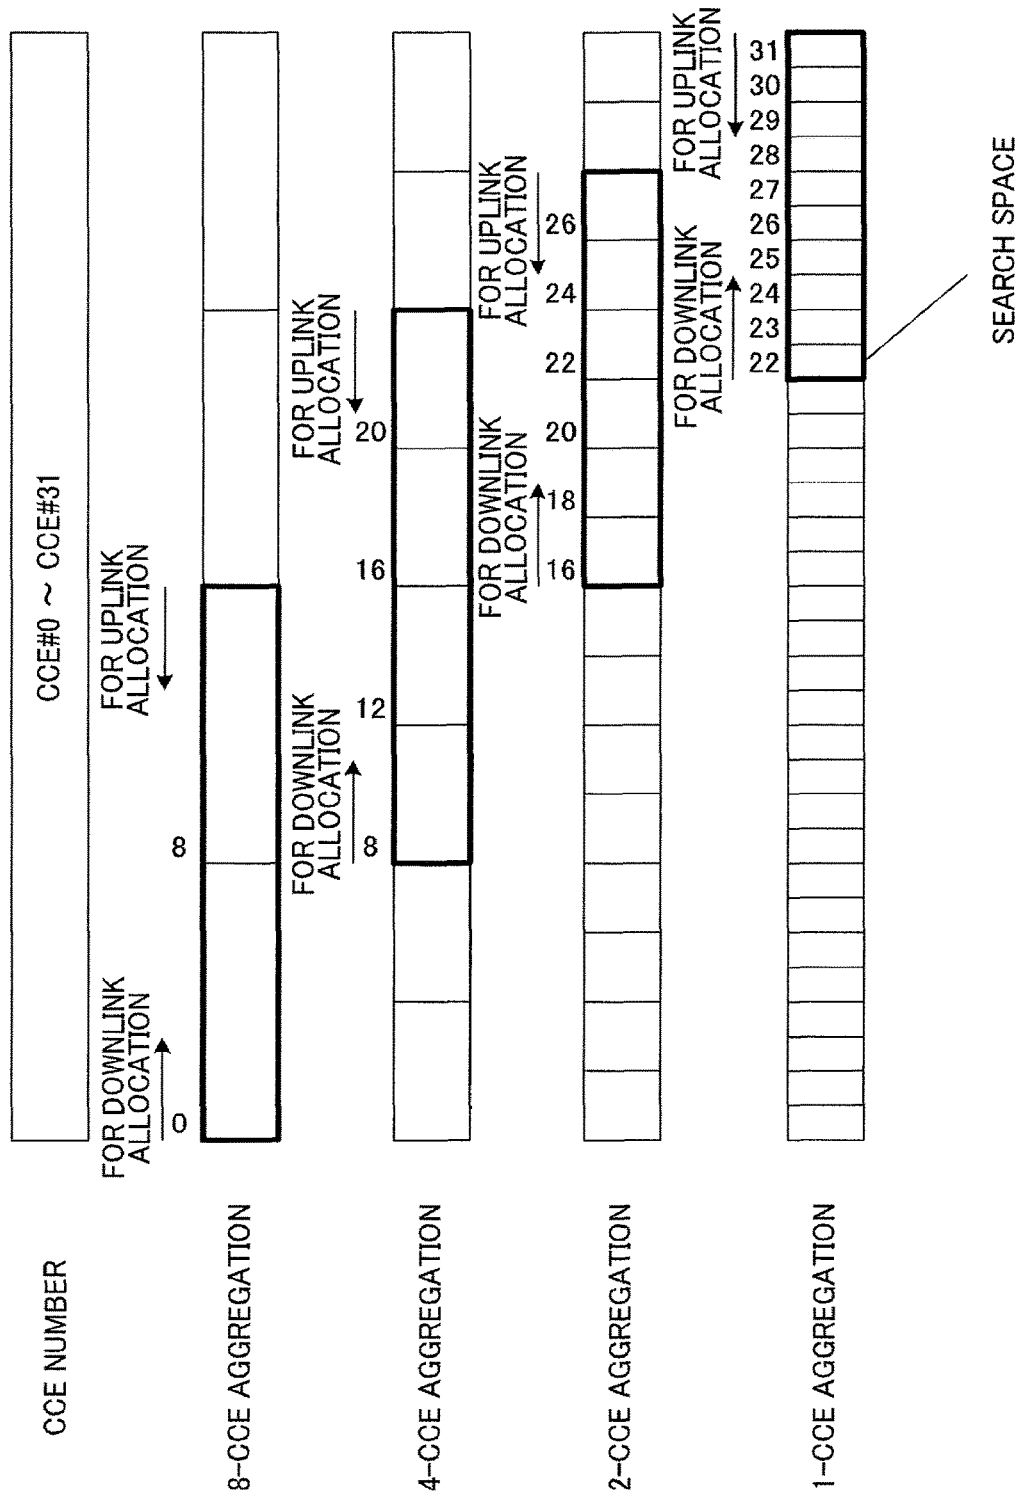 CCE NUMBER
CCE#0 ~ CCE#31
8-CCE AGGREGATION
FOR DOWNLINK
ALLOCATION
FOR UPLINK
ALLOCATION
0
8
4-CCE AGGREGATION
FOR DOWNLINK
ALLOCATION
FOR UPLINK
ALLOCATION
8
12
16
20
2-CCE AGGREGATION
FOR DOWNLINK
ALLOCATION
FOR UPLINK
ALLOCATION
16
18
20
22
24
26
1-CCE AGGREGATION
FOR DOWNLINK
ALLOCATION
FOR UPLINK
ALLOCATION
22
23
24
25
26
27
28
29
30
31
SEARCH SPACE